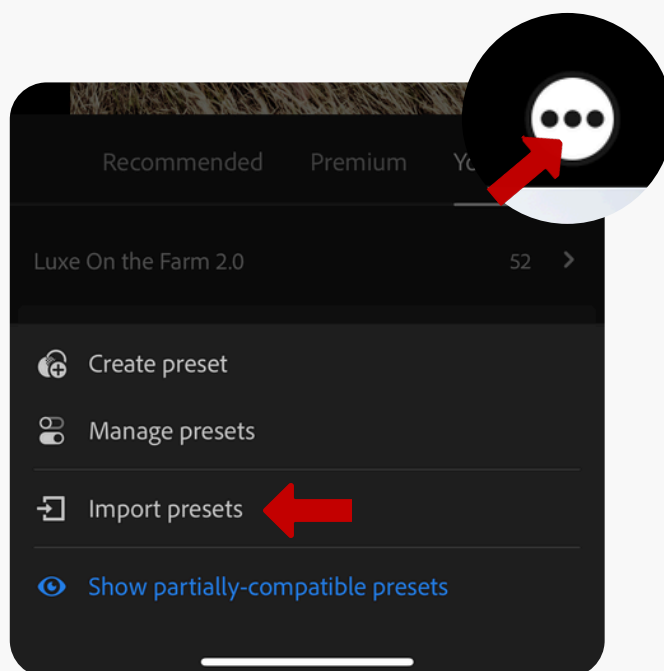 Recommended Premium
Luxe On the Farm 2.0 52
Create preset
Manage presets
Import presets
Show partially-compatible presets